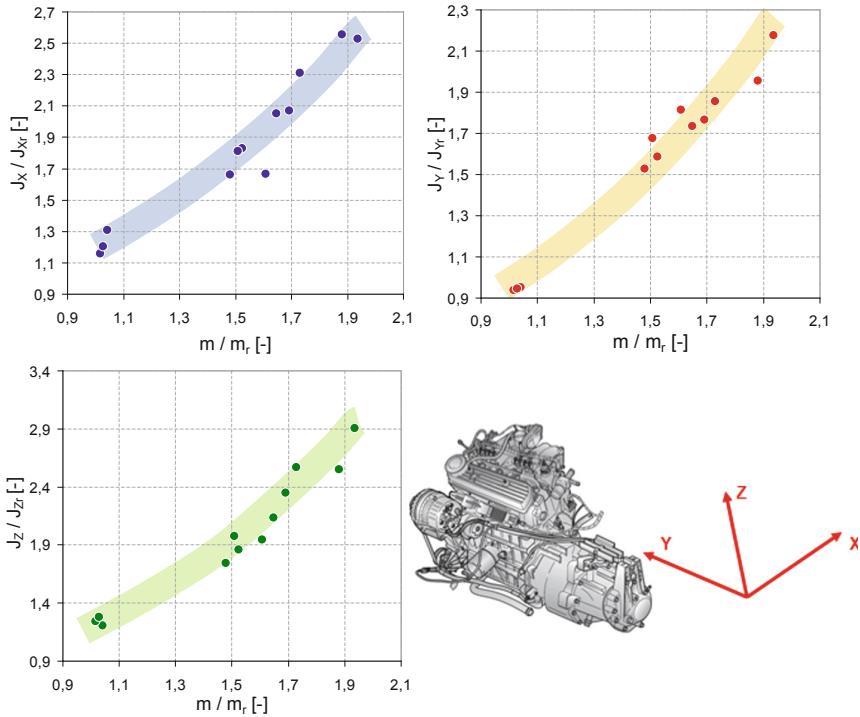 2,7
2,5
2,3
2,1
1,9
1,7
1,5
1,3
1,1
0,9
J_X / J_Xr [-]
0,9 1,1 1,3 1,5 1,7 1,9 2,1
m / m_r [-]
2,3
2,1
1,9
1,7
1,5
1,3
1,1
0,9
J_Y / J_Yr [-]
0,9 1,1 1,3 1,5 1,7 1,9 2,1
m / m_r [-]
3,4
2,9
2,4
1,9
1,4
0,9
J_Z / J_Zr [-]
0,9 1,1 1,3 1,5 1,7 1,9 2,1
m / m_r [-]
Z
Y
X